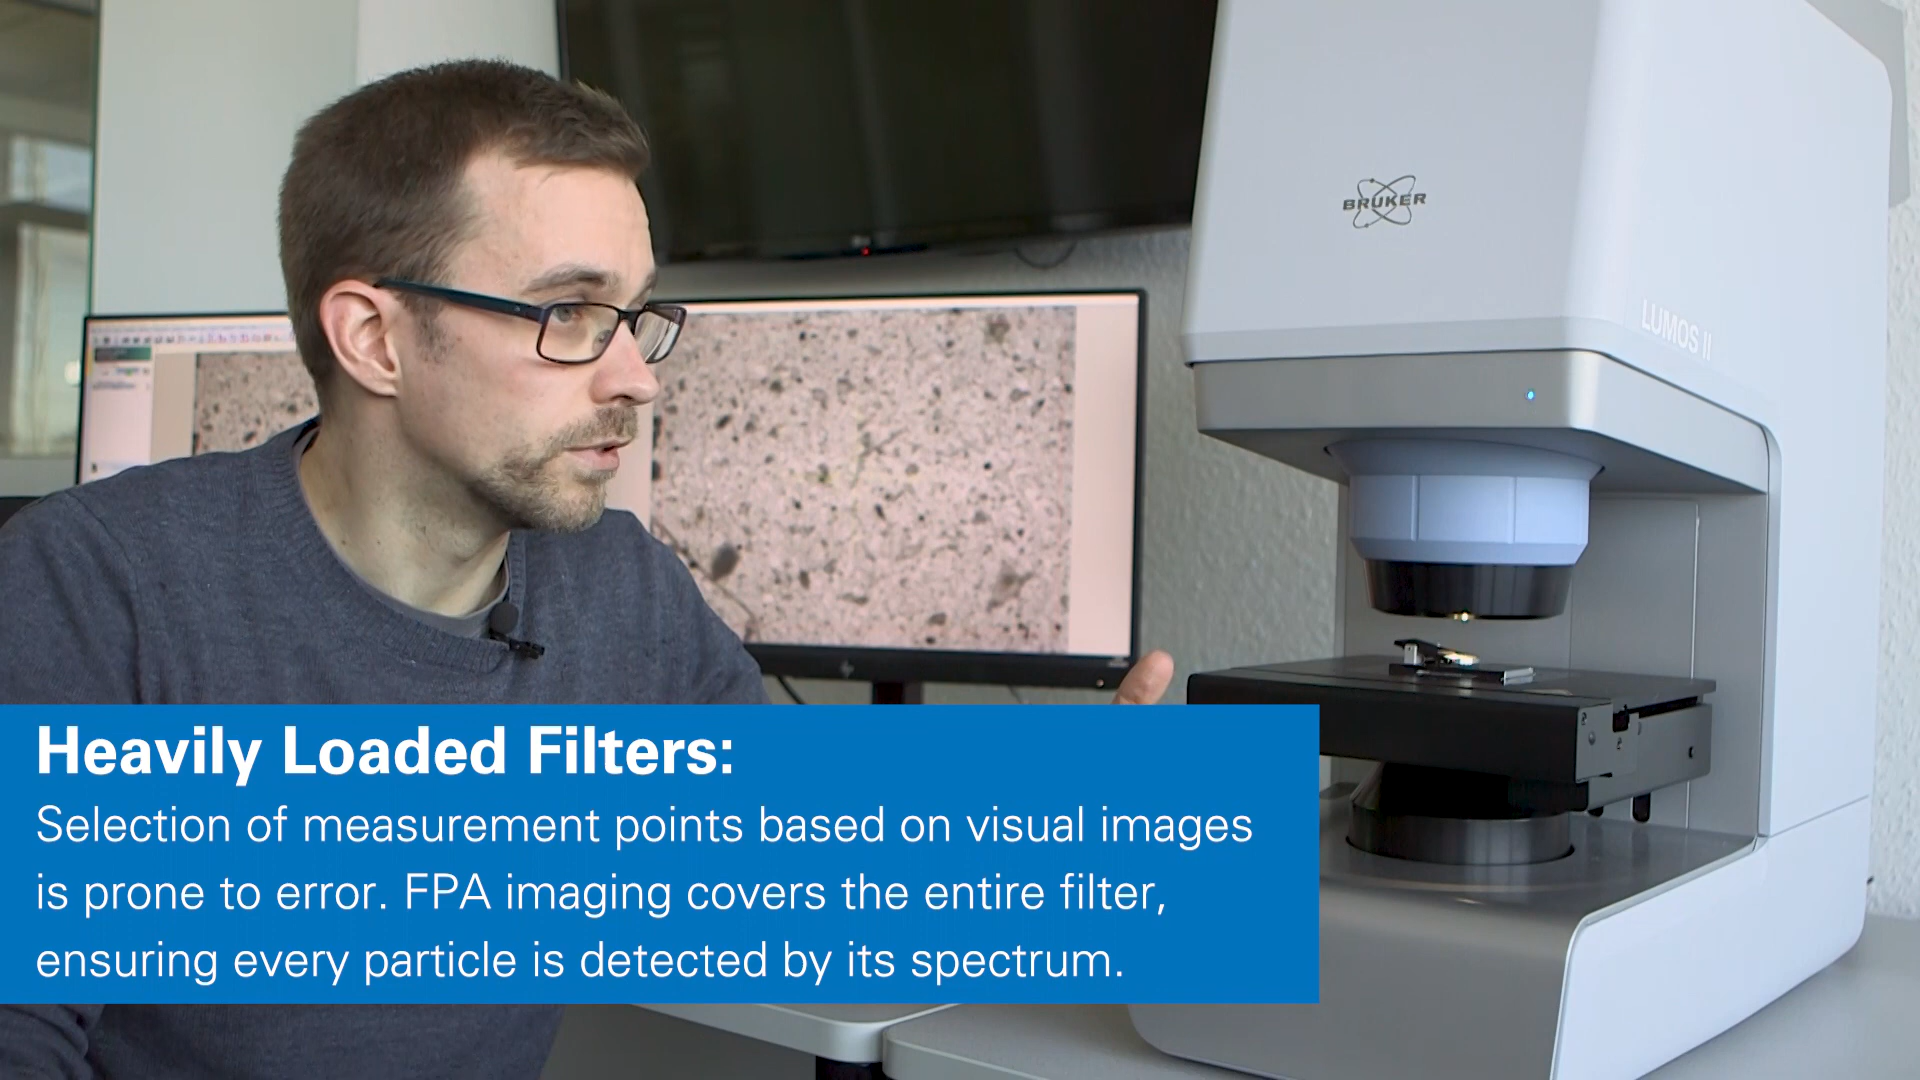 BRUKER
LUMOS II
Heavily Loaded Filters:
Selection of measurement points based on visual images
is prone to error. FPA imaging covers the entire filter,
ensuring every particle is detected by its spectrum.